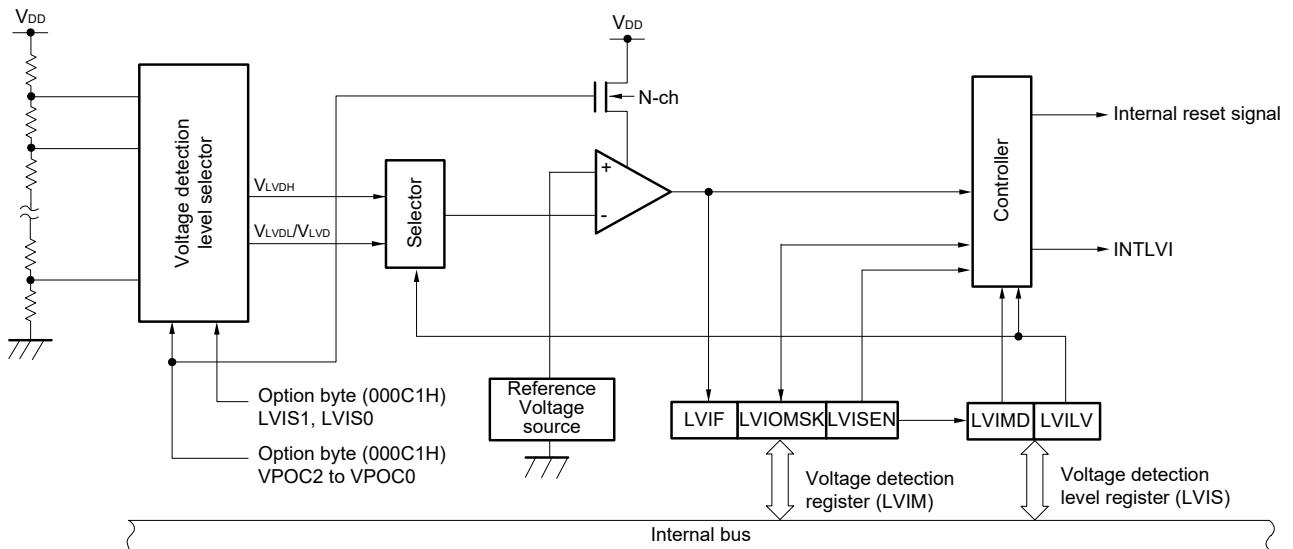 VDD
VDD
N-ch
Voltage detection
level selector
VLVDH
VLVDL/VLVD
Selector
+
-
Controller
Internal reset signal
INTLVI
Option byte (000C1H)
LVIS1, LVIS0
Option byte (000C1H)
VPOC2 to VPOC0
Reference
Voltage
source
LVIF
LVIOMSK
LVISEN
LVIMD
LVILV
Voltage detection
register (LVIM)
Voltage detection
level register (LVIS)
Internal bus